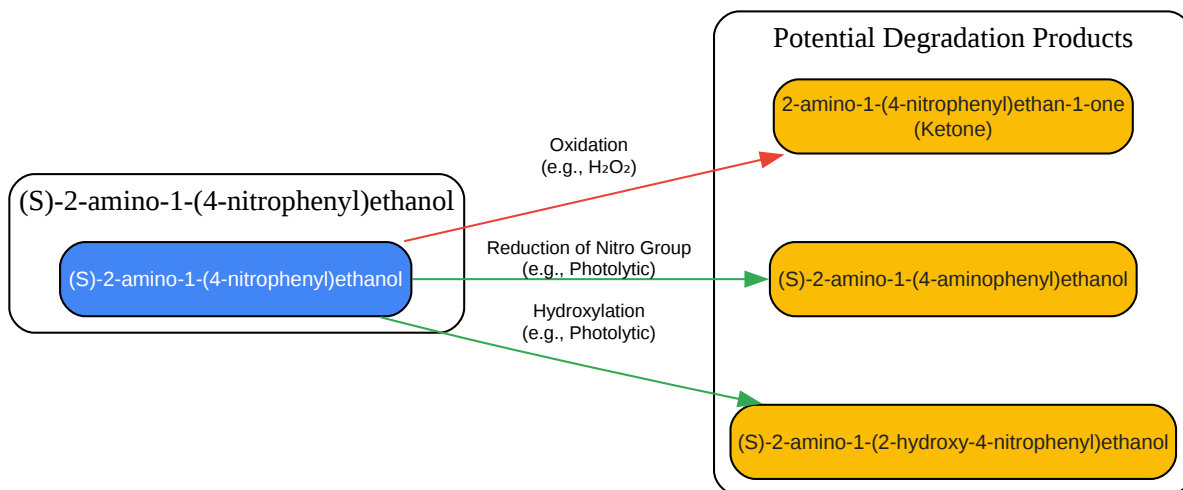 Potential Degradation Products
2-amino-1-(4-nitrophenyl)ethan-1-one
(Ketone)
Oxidation
(e.g., H₂O₂)
(S)-2-amino-1-(4-nitrophenyl)ethanol
(S)-2-amino-1-(4-nitrophenyl)ethanol
Reduction of Nitro Group
(e.g., Photolytic)
(S)-2-amino-1-(4-aminophenyl)ethanol
Hydroxylation
(e.g., Photolytic)
(S)-2-amino-1-(2-hydroxy-4-nitrophenyl)ethanol